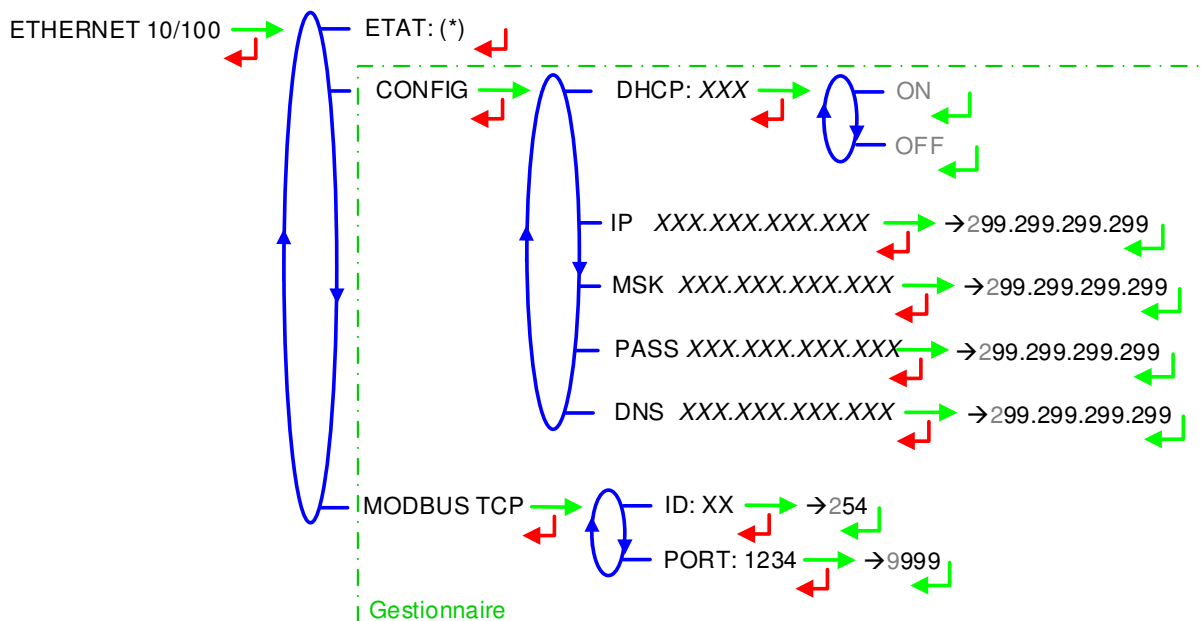 ETHERNET 10/100
ETAT: (*)
CONFIG
DHCP: XXX
ON
OFF
IP XXX.XXX.XXX.XXX →299.299.299.299
MSK XXX.XXX.XXX.XXX →299.299.299.299
PASS XXX.XXX.XXX.XXX →299.299.299.299
DNS XXX.XXX.XXX.XXX →299.299.299.299
MODBUS TCP
ID: XX →254
PORT: 1234 →9999
Gestionnaire